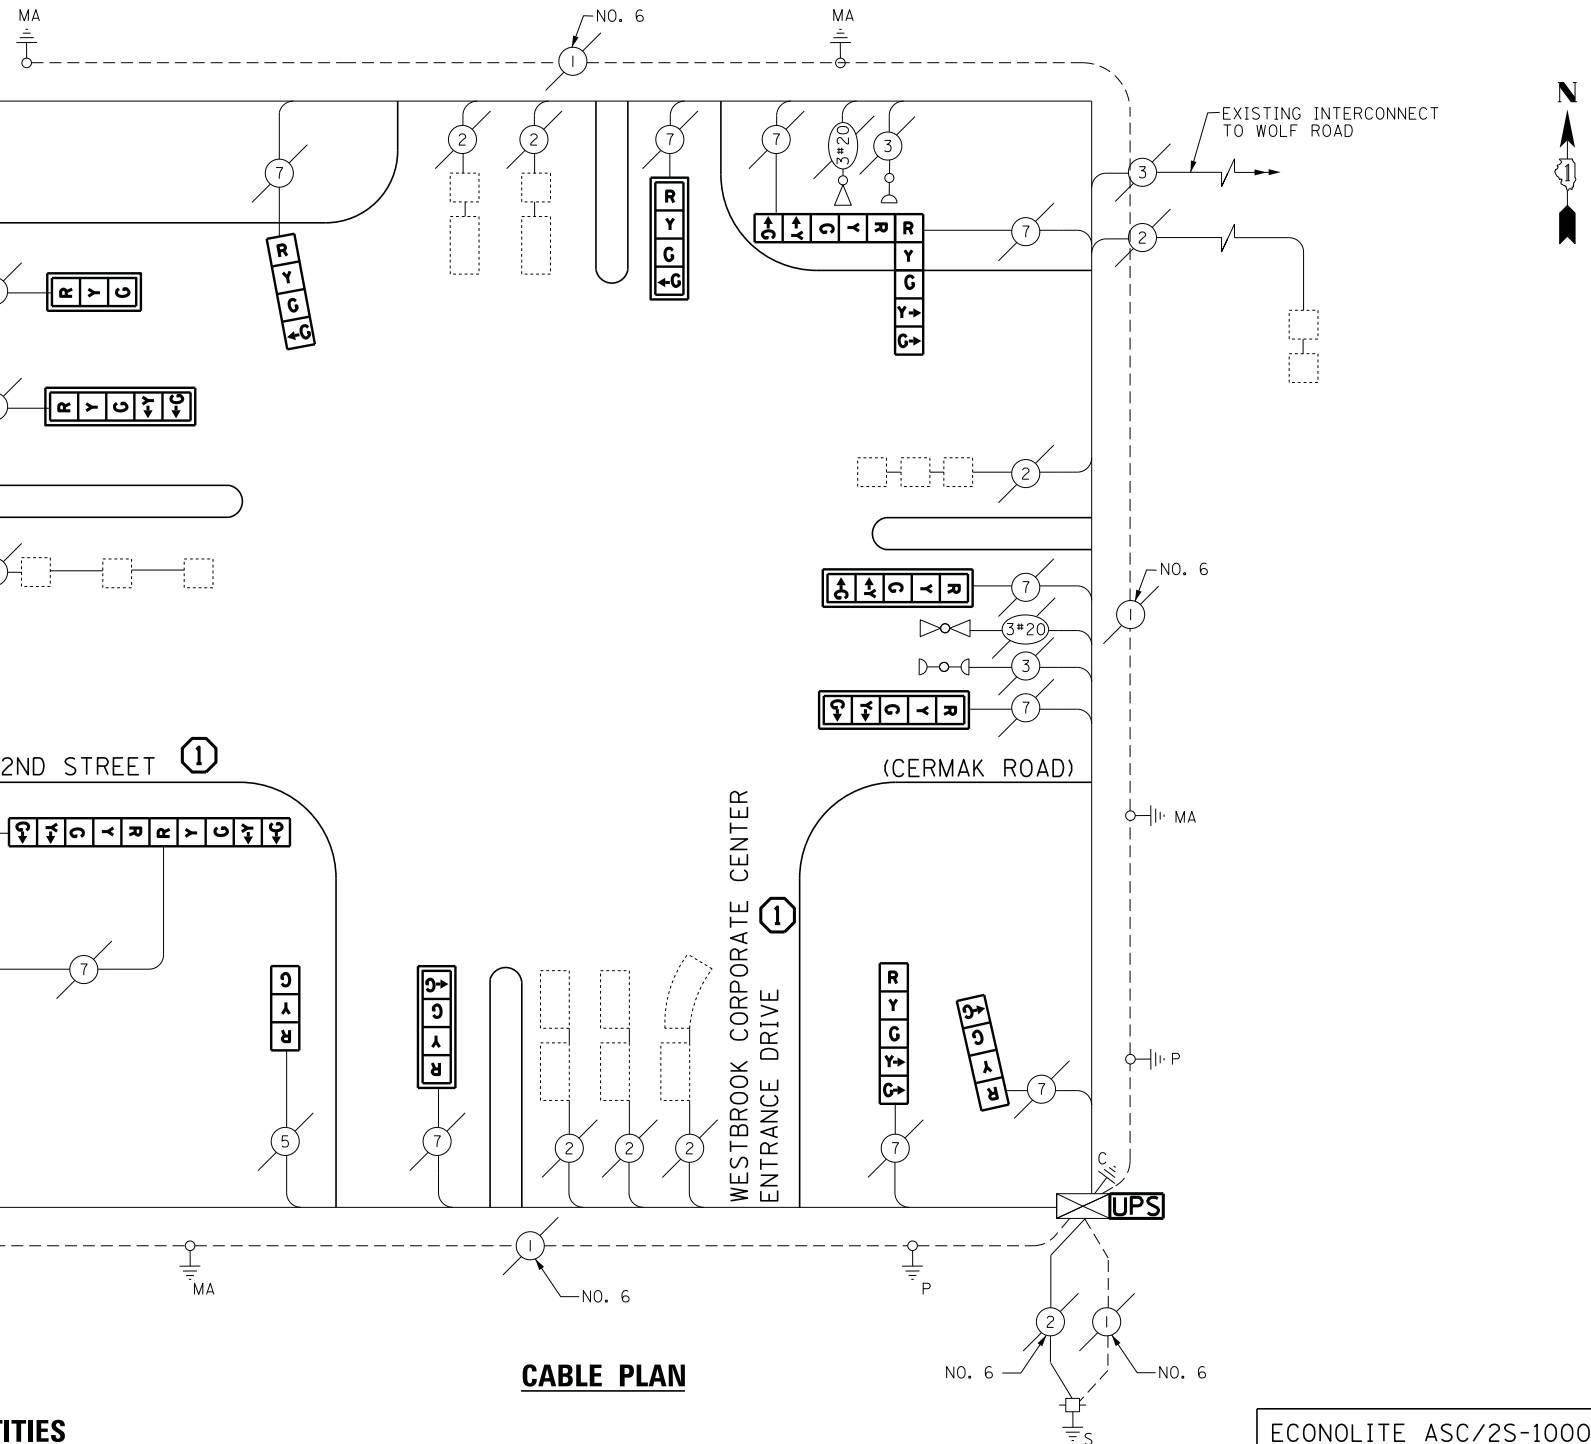 MA
NO. 6
MA
N
1
EXISTING INTERCONNECT
TO WOLF ROAD
1
2
2
7
7
3#20
3
3
7
R
Y
G
←G
R
Y
G
←G
←G
←Y
G
Y
R
R
Y
G
Y→
G→
7
2
R Y G
R Y G ←Y ←G
2
←G ←Y G Y R
7
NO. 6
1
3#20
3
G→ Y→ G Y R
7
2ND STREET
1
(CERMAK ROAD)
MA
G→ Y→ G Y R R Y G ←Y ←G
WESTBROOK CORPORATE CENTER
ENTRANCE DRIVE
1
7
G
Y
R
G→
G
Y
R
R
Y
G
Y→
G→
G→
G
Y
R
P
7
5
7
2
2
2
7
C
UPS
MA
1
NO. 6
P
2
1
NO. 6
NO. 6
CABLE PLAN
S
TITIES
ECONOLITE ASC/2S-1000